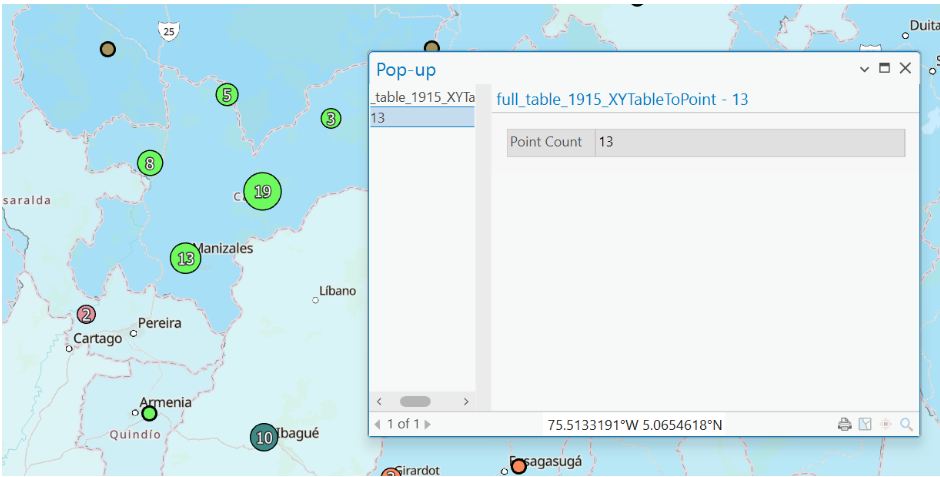 25
Duita
5
3
8
19
C
saralda
Manizales
13
Líbano
2
Pereira
Cartago
Armenia
Quindío
10
Ibagué
Girardot
Fusagasugá
Pop-up
_table_1915_XYTa
13
full_table_1915_XYTableToPoint - 13
Point Count 13
1 of 1
75.5133191°W 5.0654618°N